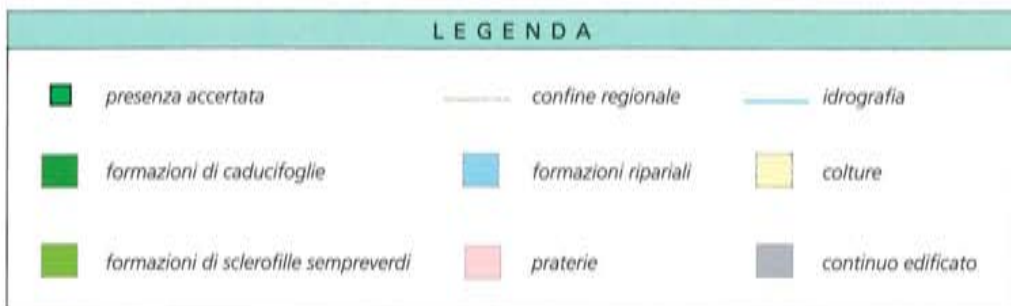 LEGENDA
presenza accertata confine regionale idrografia
formazioni di caducifoglie formazioni ripariali colture
formazioni di sclerofille sempreverdi praterie continuo edificato